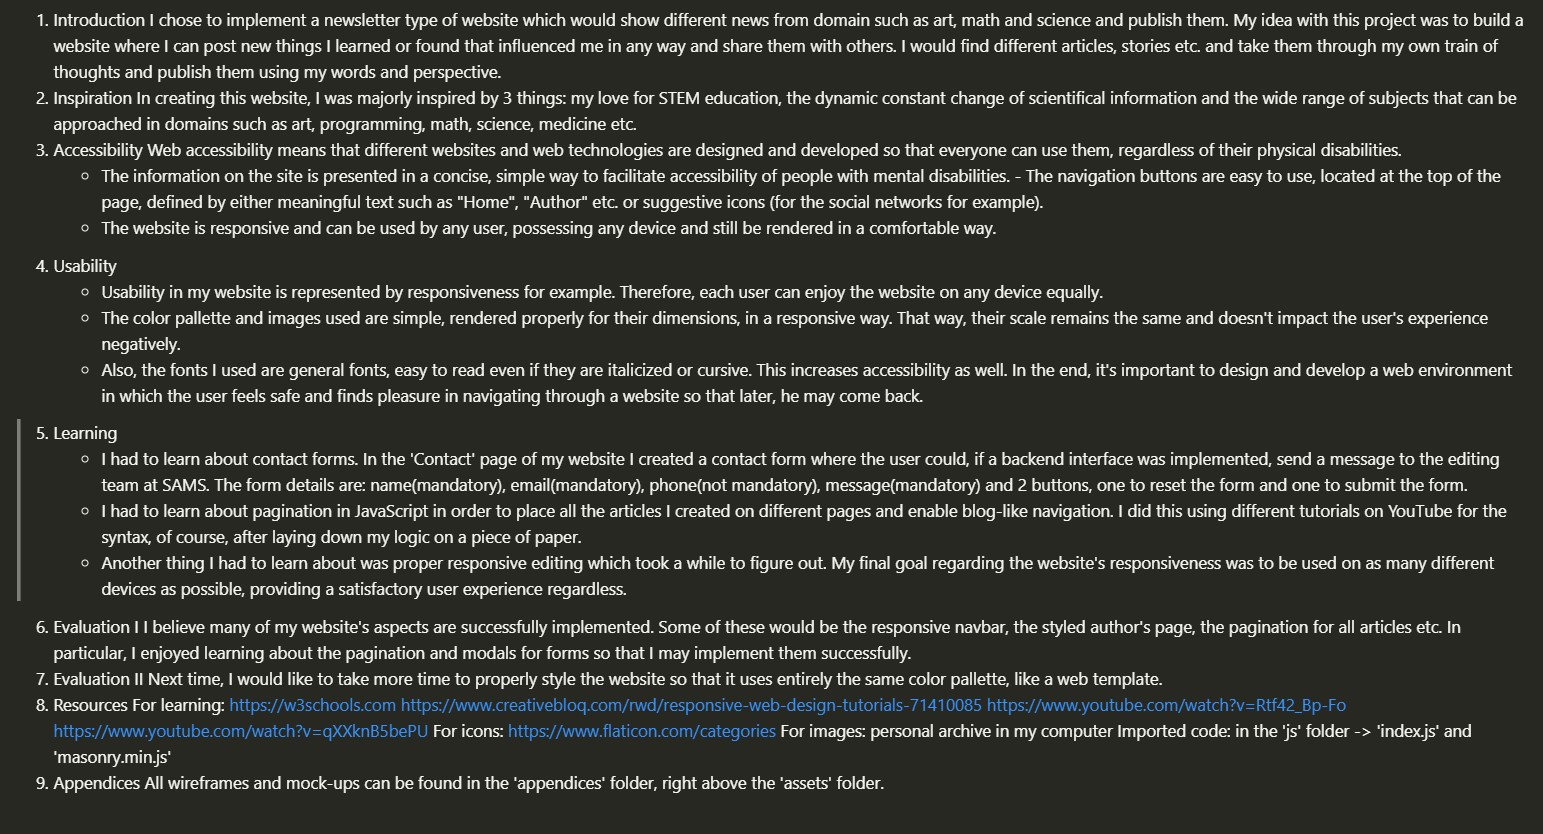 1. Introduction I chose to implement a newsletter type of website which would show different news from domain such as art, math and science and publish them. My idea with this project was to build a
website where I can post new things I learned or found that influenced me in any way and share them with others. I would find different articles, stories etc. and take them through my own train of
thoughts and publish them using my words and perspective.
2. Inspiration In creating this website, I was majorly inspired by 3 things: my love for STEM education, the dynamic constant change of scientifical information and the wide range of subjects that can be
approached in domains such as art, programming, math, science, medicine etc.
3. Accessibility Web accessibility means that different websites and web technologies are designed and developed so that everyone can use them, regardless of their physical disabilities.
○ The information on the site is presented in a concise, simple way to facilitate accessibility of people with mental disabilities. - The navigation buttons are easy to use, located at the top of the
page, defined by either meaningful text such as "Home", "Author" etc. or suggestive icons (for the social networks for example).
○ The website is responsive and can be used by any user, possessing any device and still be rendered in a comfortable way.
4. Usability
○ Usability in my website is represented by responsiveness for example. Therefore, each user can enjoy the website on any device equally.
○ The color pallette and images used are simple, rendered properly for their dimensions, in a responsive way. That way, their scale remains the same and doesn't impact the user's experience
negatively.
○ Also, the fonts I used are general fonts, easy to read even if they are italicized or cursive. This increases accessibility as well. In the end, it's important to design and develop a web environment
in which the user feels safe and finds pleasure in navigating through a website so that later, he may come back.
5. Learning
○ I had to learn about contact forms. In the 'Contact' page of my website I created a contact form where the user could, if a backend interface was implemented, send a message to the editing
team at SAMS. The form details are: name(mandatory), email(mandatory), phone(not mandatory), message(mandatory) and 2 buttons, one to reset the form and one to submit the form.
○ I had to learn about pagination in JavaScript in order to place all the articles I created on different pages and enable blog-like navigation. I did this using different tutorials on YouTube for the
syntax, of course, after laying down my logic on a piece of paper.
○ Another thing I had to learn about was proper responsive editing which took a while to figure out. My final goal regarding the website's responsiveness was to be used on as many different
devices as possible, providing a satisfactory user experience regardless.
6. Evaluation I I believe many of my website's aspects are successfully implemented. Some of these would be the responsive navbar, the styled author's page, the pagination for all articles etc. In
particular, I enjoyed learning about the pagination and modals for forms so that I may implement them successfully.
7. Evaluation II Next time, I would like to take more time to properly style the website so that it uses entirely the same color pallette, like a web template.
8. Resources For learning: https://w3schools.com https://www.creativebloq.com/rwd/responsive-web-design-tutorials-71410085 https://www.youtube.com/watch?v=Rtf42_Bp-Fo
https://www.youtube.com/watch?v=qXXknB5bePU For icons: https://www.flaticon.com/categories For images: personal archive in my computer Imported code: in the 'js' folder -> 'index.js' and
'masonry.min.js'
9. Appendices All wireframes and mock-ups can be found in the 'appendices' folder, right above the 'assets' folder.